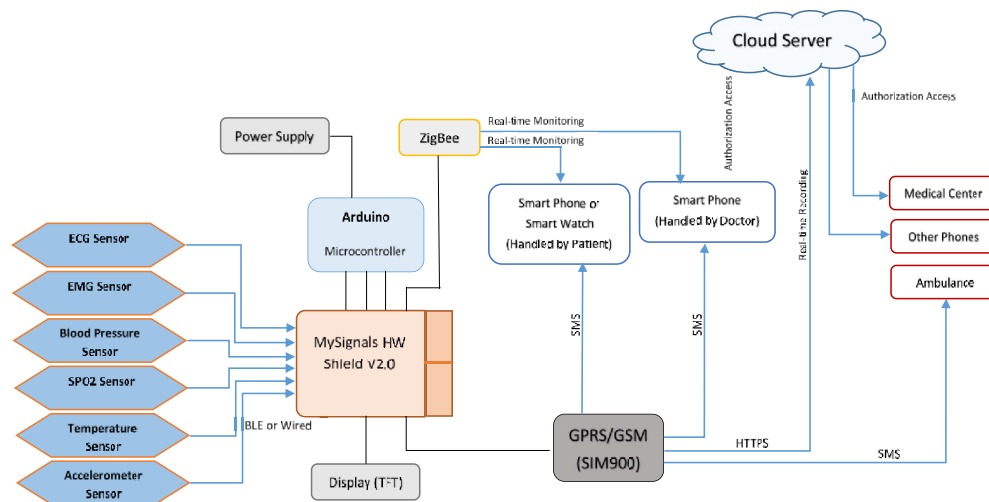 Cloud Server
Authorization Access
Authorization Access
Real-time Monitoring
Real-time Monitoring
Power Supply
ZigBee
Arduino
Microcontroller
Smart Phone or
Smart Watch
(Handled by Patient)
Smart Phone
(Handled by Doctor)
Real-time Recording
Medical Center
Other Phones
Ambulance
ECG Sensor
EMG Sensor
Blood Pressure
Sensor
SPO2 Sensor
Temperature
Sensor
Accelerometer
Sensor
BLE or Wired
MySignals HW
Shield V2.0
Display (TFT)
SMS
SMS
GPRS/GSM
(SIM900)
HTTPS
SMS